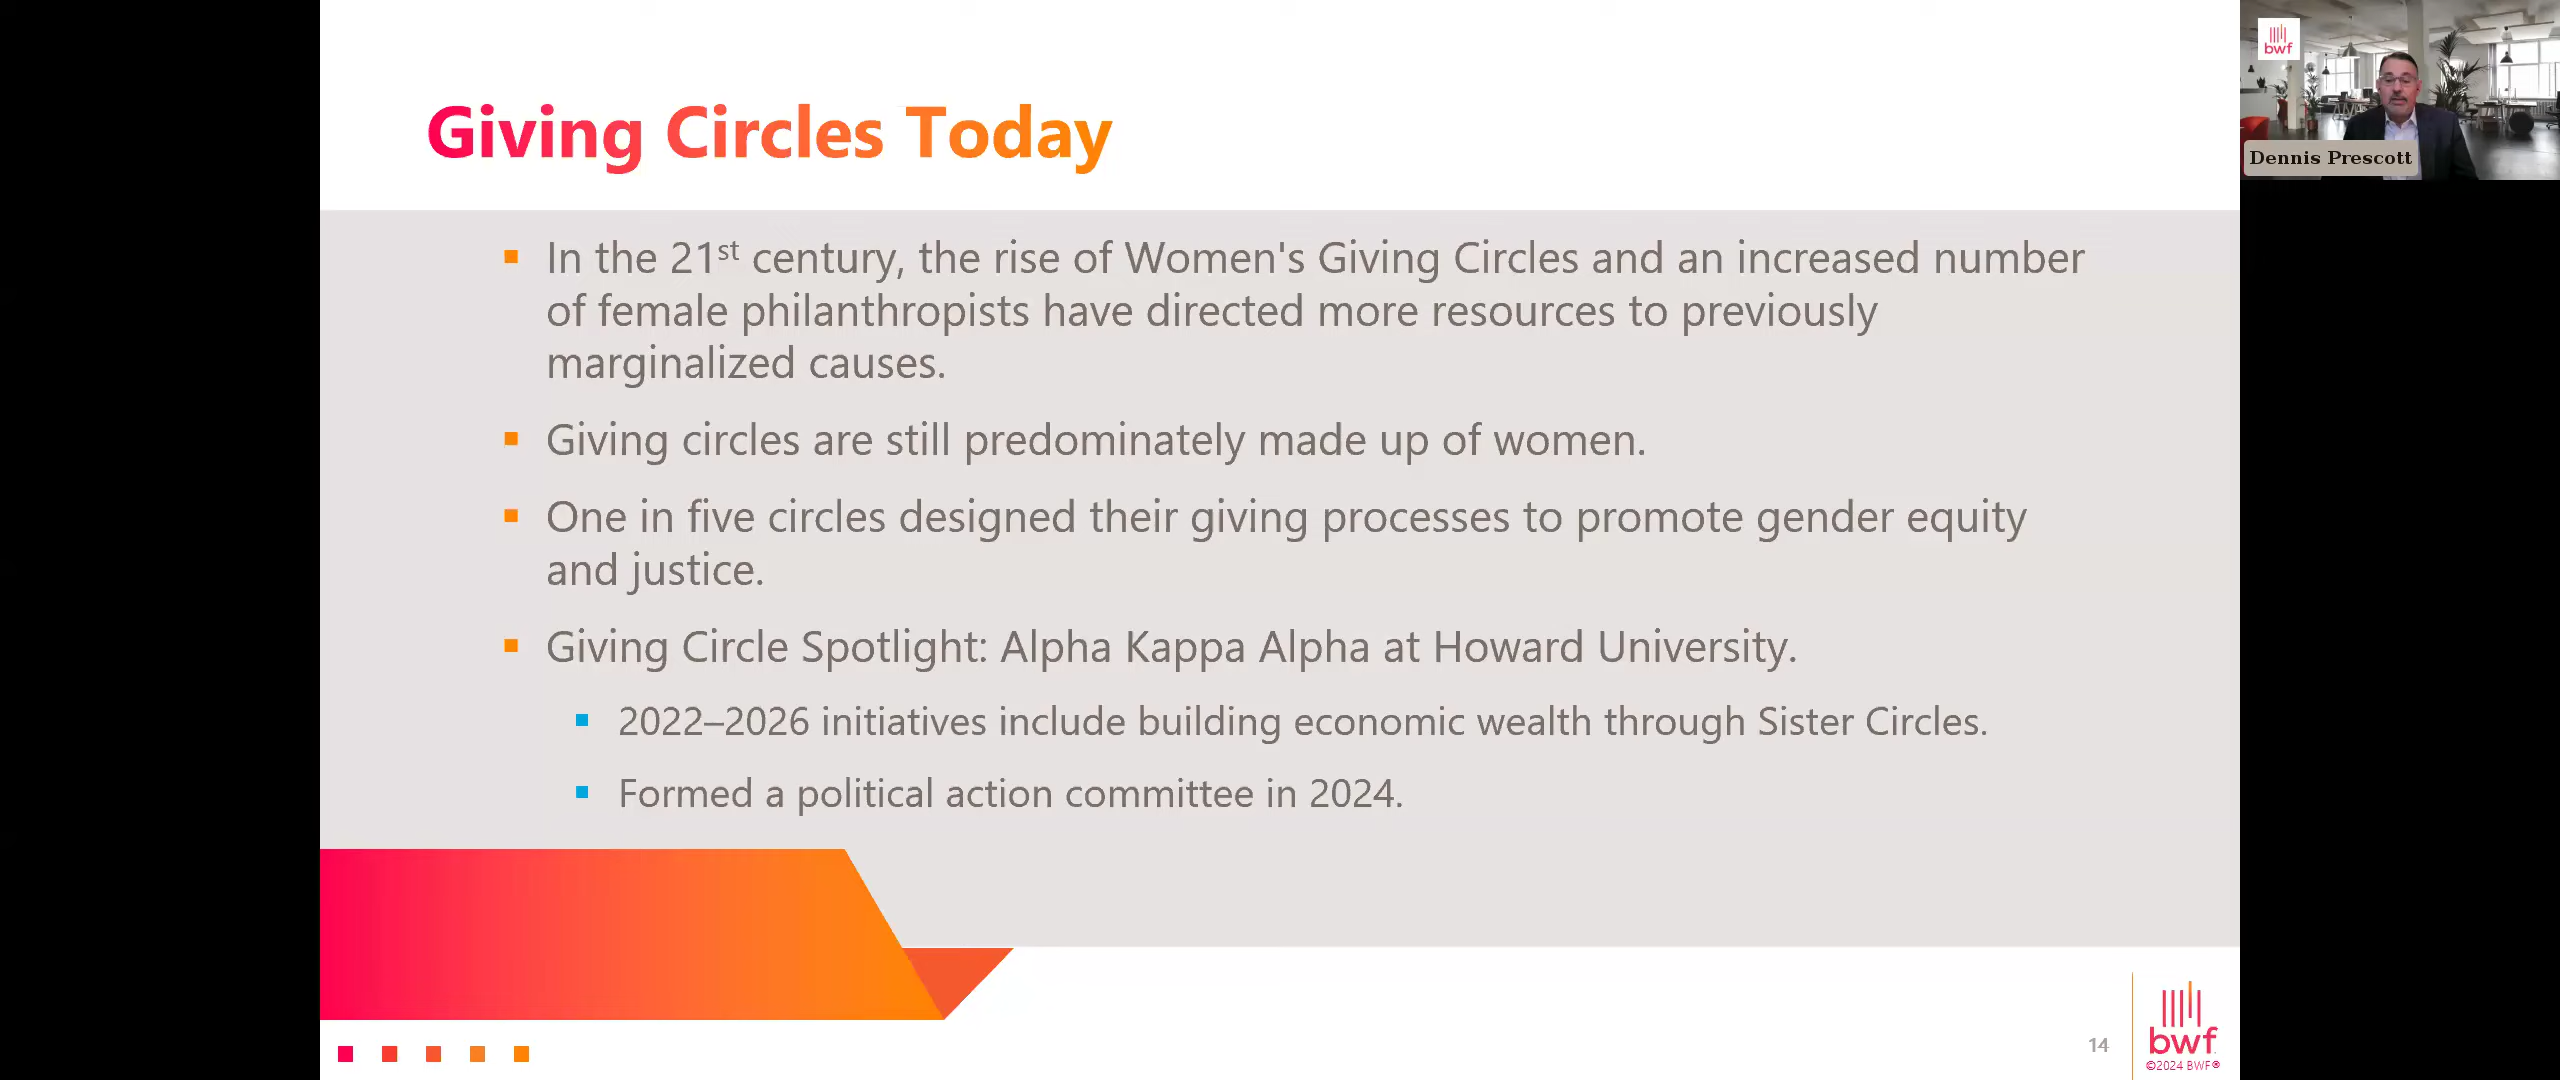 Giving Circles Today
In the 21st century, the rise of Women's Giving Circles and an increased number
of female philanthropists have directed more resources to previously
marginalized causes.
Giving circles are still predominately made up of women.
One in five circles designed their giving processes to promote gender equity
and justice.
Giving Circle Spotlight: Alpha Kappa Alpha at Howard University.
2022–2026 initiatives include building economic wealth through Sister Circles.
Formed a political action committee in 2024.
14
bwf
©2024 BWF®
bwf
Dennis Prescott